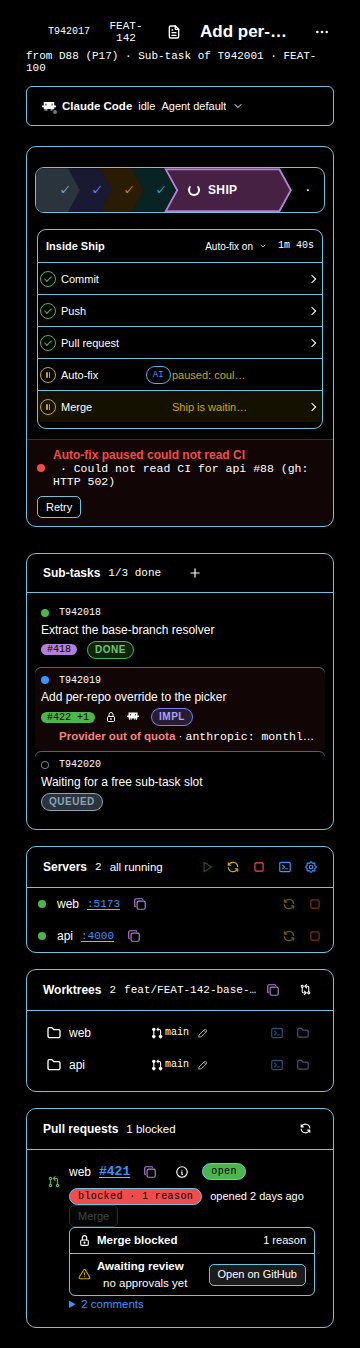 T942017 FEAT-142 Add per-…
from D88 (P17) · Sub-task of T92001 · FEAT-100
Claude Code idle Agent default
SHIP
Inside Ship Auto-fix on 1m 40s
Commit
Push
Pull request
Auto-fix AI paused: coul…
Merge Ship is waitin…
Auto-fix paused could not read CI
· Could not read CI for api #88 (gh:
HTTP 502)
Retry
Sub-tasks 1/3 done
T942018
Extract the base-branch resolver
#418 DONE
T942019
Add per-repo override to the picker
#422 +1 IMPL
Provider out of quota · anthropic: monthl…
T942020
Waiting for a free sub-task slot
QUEUED
Servers 2 all running
web :5173
api :4000
Worktrees 2 feat/FEAT-142-base-…
web main
api main
Pull requests 1 blocked
web #421 open
blocked · 1 reason opened 2 days ago
Merge
Merge blocked 1 reason
Awaiting review
no approvals yet
Open on GitHub
2 comments